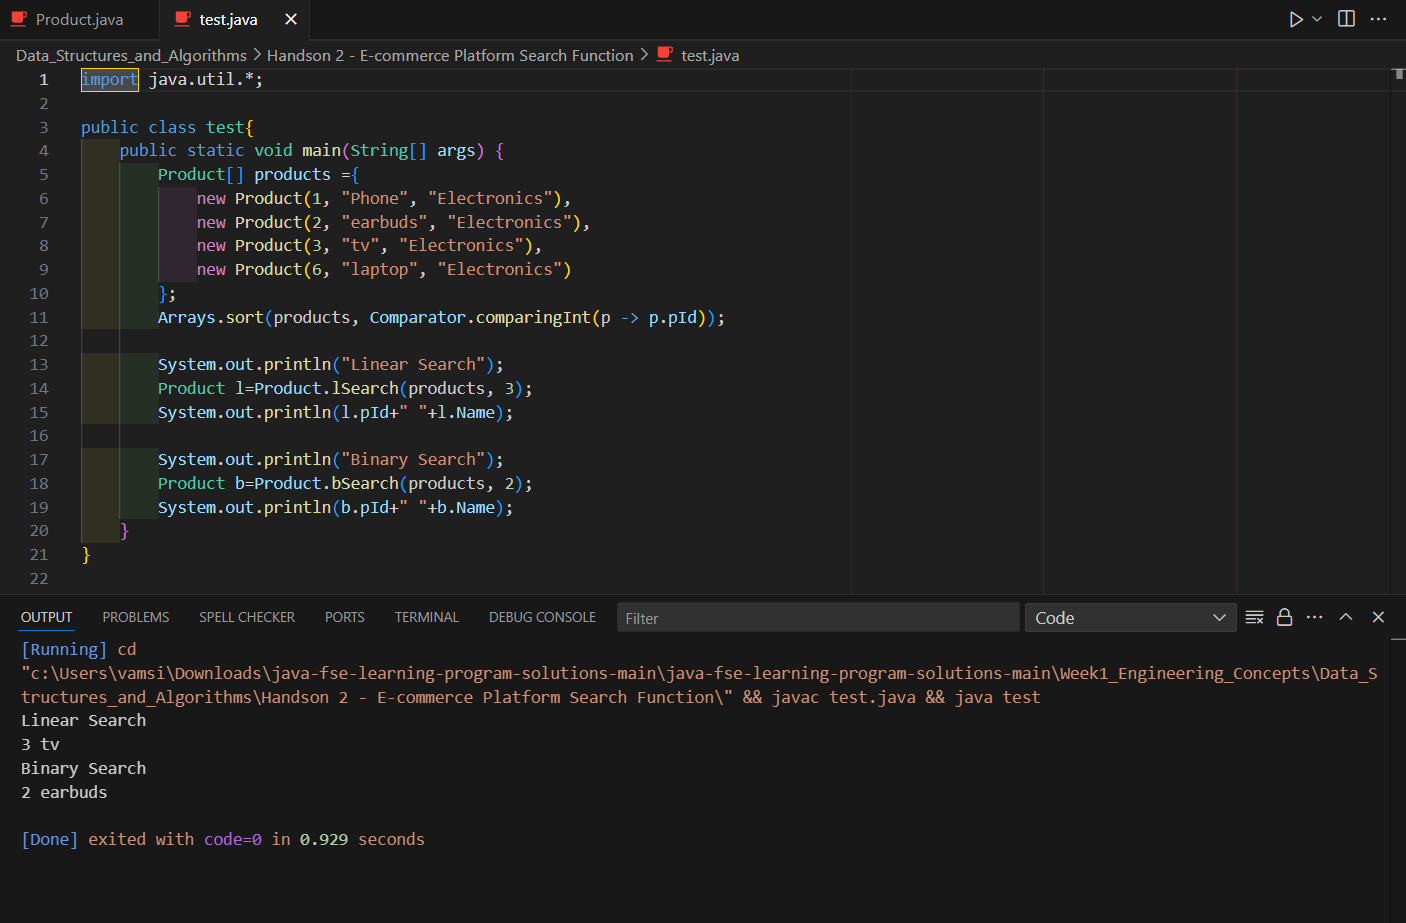 Product.java
test.java
Data_Structures_and_Algorithms > Handson 2 - E-commerce Platform Search Function > test.java
1 import java.util.*;
2
3 public class test{
4     public static void main(String[] args) {
5         Product[] products ={
6             new Product(1, "Phone", "Electronics"),
7             new Product(2, "earbuds", "Electronics"),
8             new Product(3, "tv", "Electronics"),
9             new Product(6, "laptop", "Electronics")
10         };
11         Arrays.sort(products, Comparator.comparingInt(p -> p.pId));
12
13         System.out.println("Linear Search");
14         Product l=Product.lSearch(products, 3);
15         System.out.println(l.pId+" "+l.Name);
16
17         System.out.println("Binary Search");
18         Product b=Product.bSearch(products, 2);
19         System.out.println(b.pId+" "+b.Name);
20     }
21 }
22
OUTPUT PROBLEMS SPELL CHECKER PORTS TERMINAL DEBUG CONSOLE Filter Code
[Running] cd
"c:\Users\vamsi\Downloads\java-fse-learning-program-solutions-main\java-fse-learning-program-solutions-main\Week1_Engineering_Concepts\Data_S
tructures_and_Algorithms\Handson 2 - E-commerce Platform Search Function\" && javac test.java && java test
Linear Search
3 tv
Binary Search
2 earbuds
[Done] exited with code=0 in 0.929 seconds